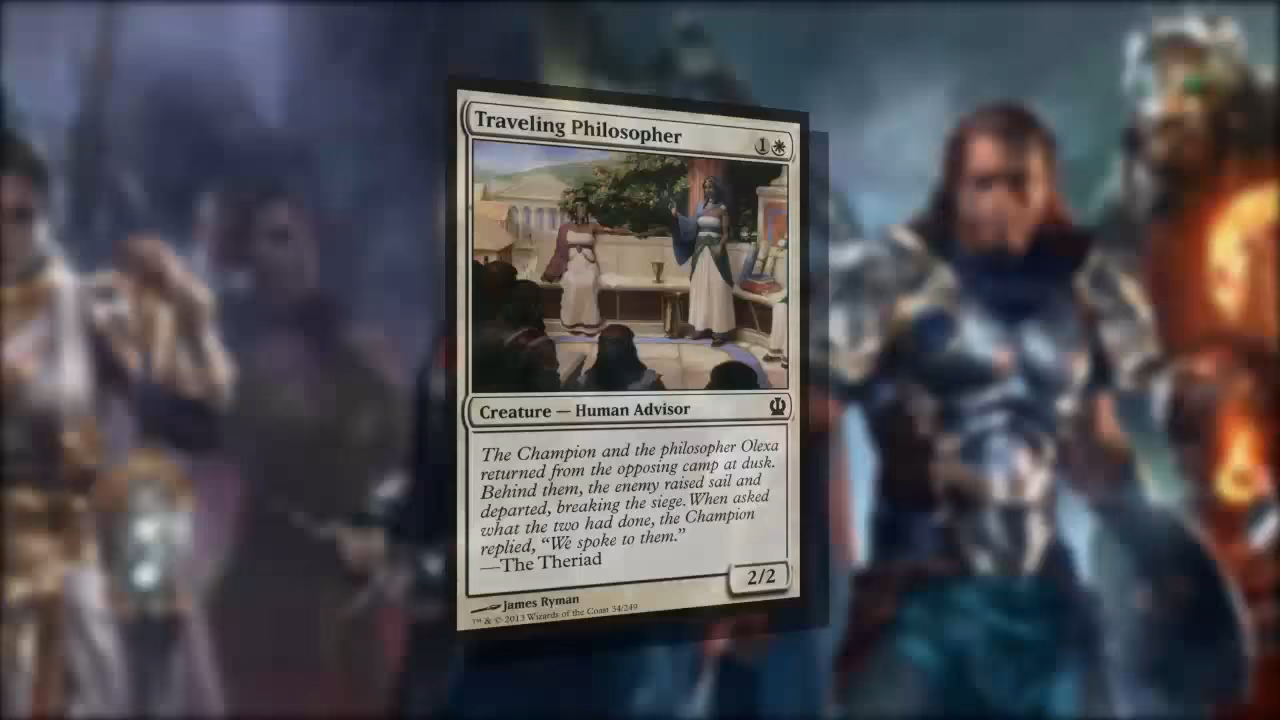 Traveling Philosopher
1
Creature — Human Advisor
The Champion and the philosopher Olexa
returned from the opposing camp at dusk.
Behind them, the enemy raised sail and
departed, breaking the siege. When asked
what the two had done, the Champion
replied, “We spoke to them.”
—The Theriad
2/2
James Ryman
™ & © 2013 Wizards of the Coast 34/249